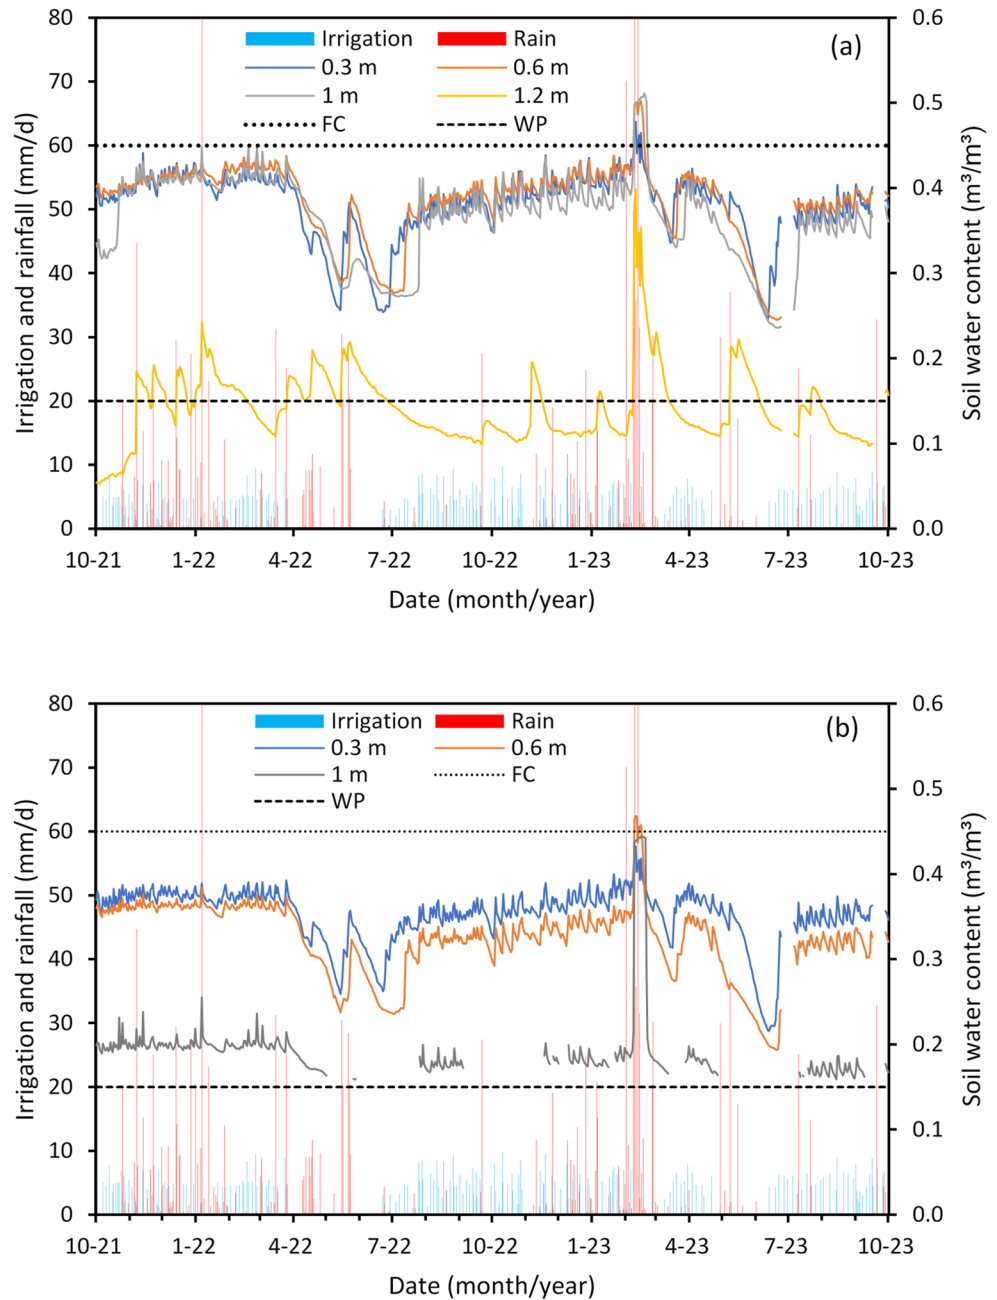 80
70
60
50
40
30
20
10
0
Irrigation and rainfall (mm/d)
Irrigation Rain
0.3 m 0.6 m
1 m 1.2 m
FC WP
(a)
0.6
0.5
0.4
0.3
0.2
0.1
0.0
Soil water content (m³/m³)
10-21 1-22 4-22 7-22 10-22 1-23 4-23 7-23 10-23
Date (month/year)
80
70
60
50
40
30
20
10
0
Irrigation and rainfall (mm/d)
Irrigation Rain
0.3 m 0.6 m
1 m FC
WP
(b)
0.6
0.5
0.4
0.3
0.2
0.1
0.0
Soil water content (m³/m³)
10-21 1-22 4-22 7-22 10-22 1-23 4-23 7-23 10-23
Date (month/year)